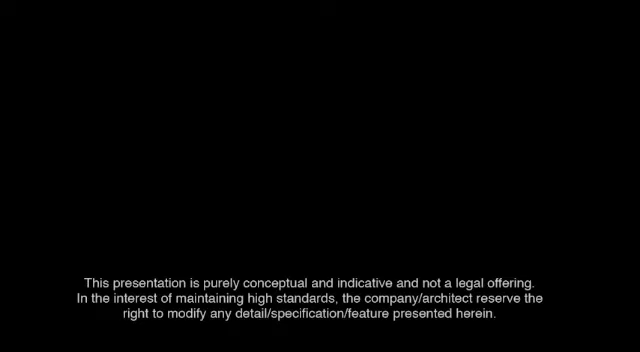 This presentation is purely conceptual and indicative and not a legal offering.
In the interest of maintaining high standards, the company/architect reserve the
right to modify any detail/specification/feature presented herein.